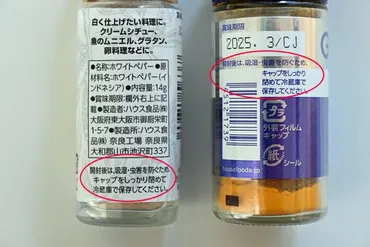 白く仕上げたい料理に。
クリームシチュー、
魚のムニエル、グラタン、
卵料理などに。
●名称:ホワイトペパー ●原
材料名:ホワイトペパー(イ
ンドネシア) ●内容量:14g
●賞味期限:欄外右上に記
載 ●製造者:ハウス食品㈱
大阪府東大阪市御厨栄町
1-5-7 ●製造所:ハウス食
品㈱ 奈良工場 奈良県
大和郡山市池沢町337
開封後は、吸湿・虫害を防ぐため、
キャップをしっかり閉めて
冷蔵庫で保存してください。
賞味期限
2025. 3/CJ
開封後は、吸湿・虫害を防ぐため、
キャップをしっかり
閉めて冷蔵庫で
保存してください。
プラ
外装フィルム
キャップ
紙
シール
housefoods.jp